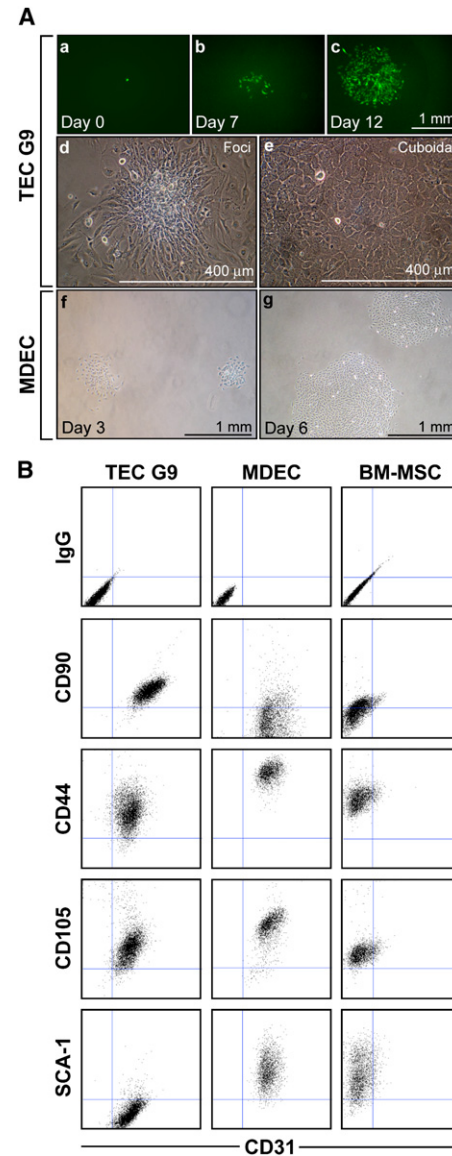 A
TEC G9
a
Day 0
b
Day 7
c
Day 12
1 mm
d
Foci
400 μm
e
Cuboidal
400 μm
MDEC
f
Day 3
1 mm
g
Day 6
1 mm
B
TEC G9 MDEC BM-MSC
IgG
CD90
CD44
CD105
SCA-1
CD31